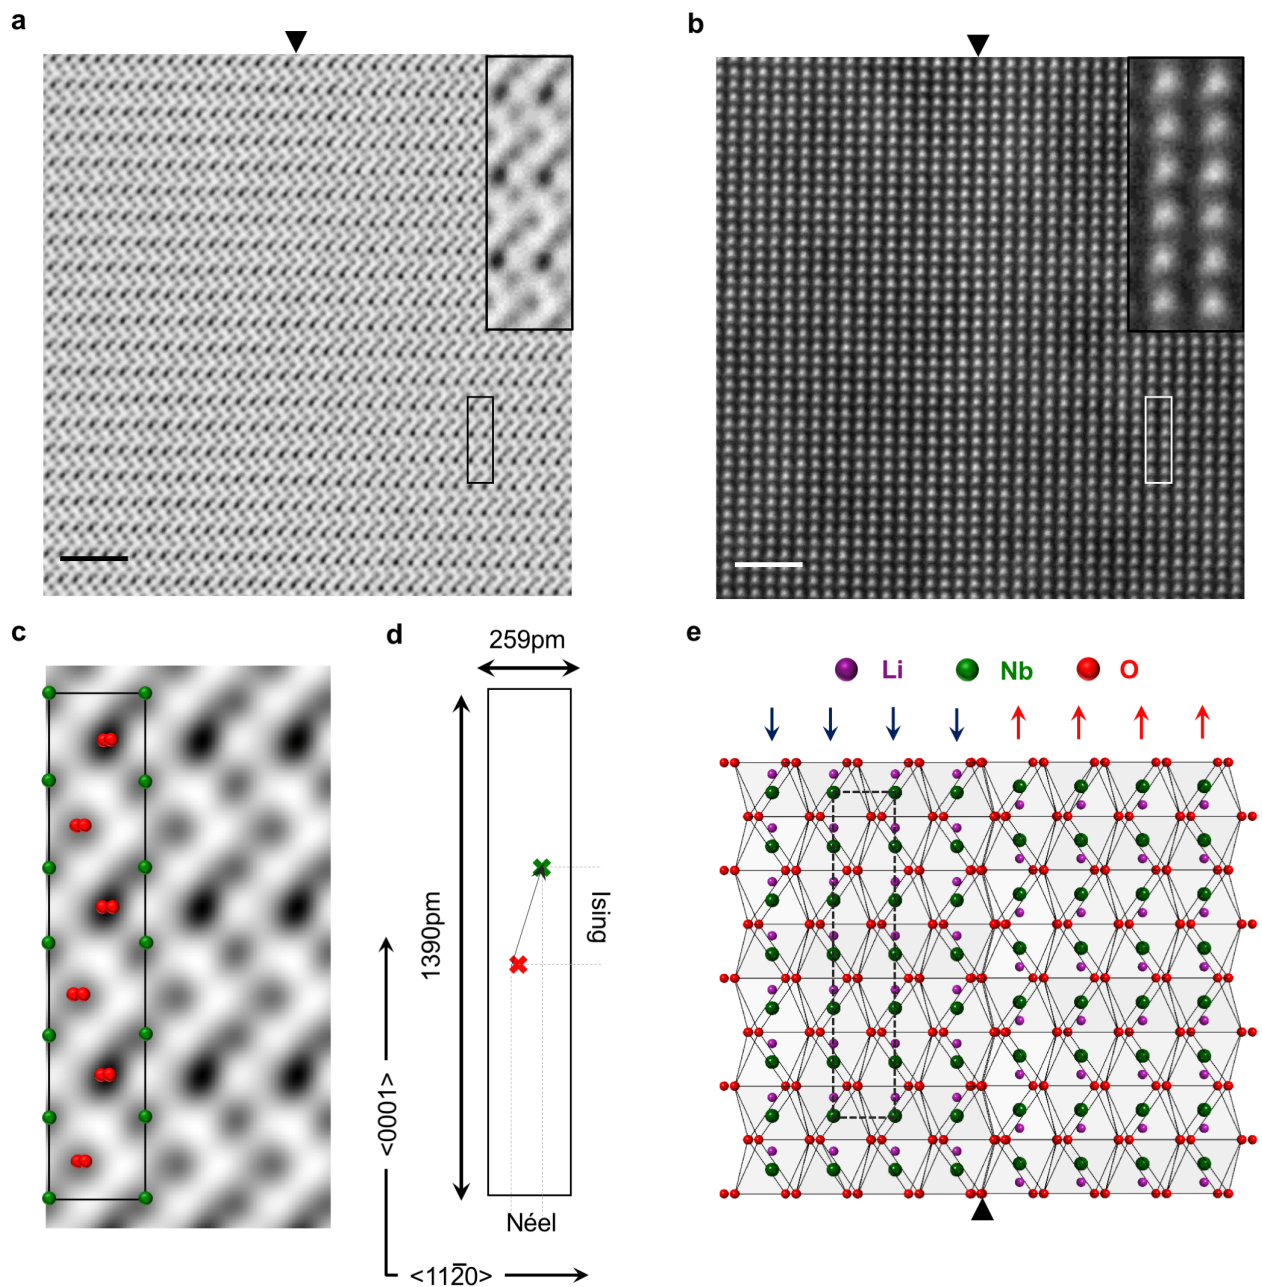 a
b
c
d
259pm
1390pm
Ising
Néel
<0001>
<112̅0>
e
Li
Nb
O